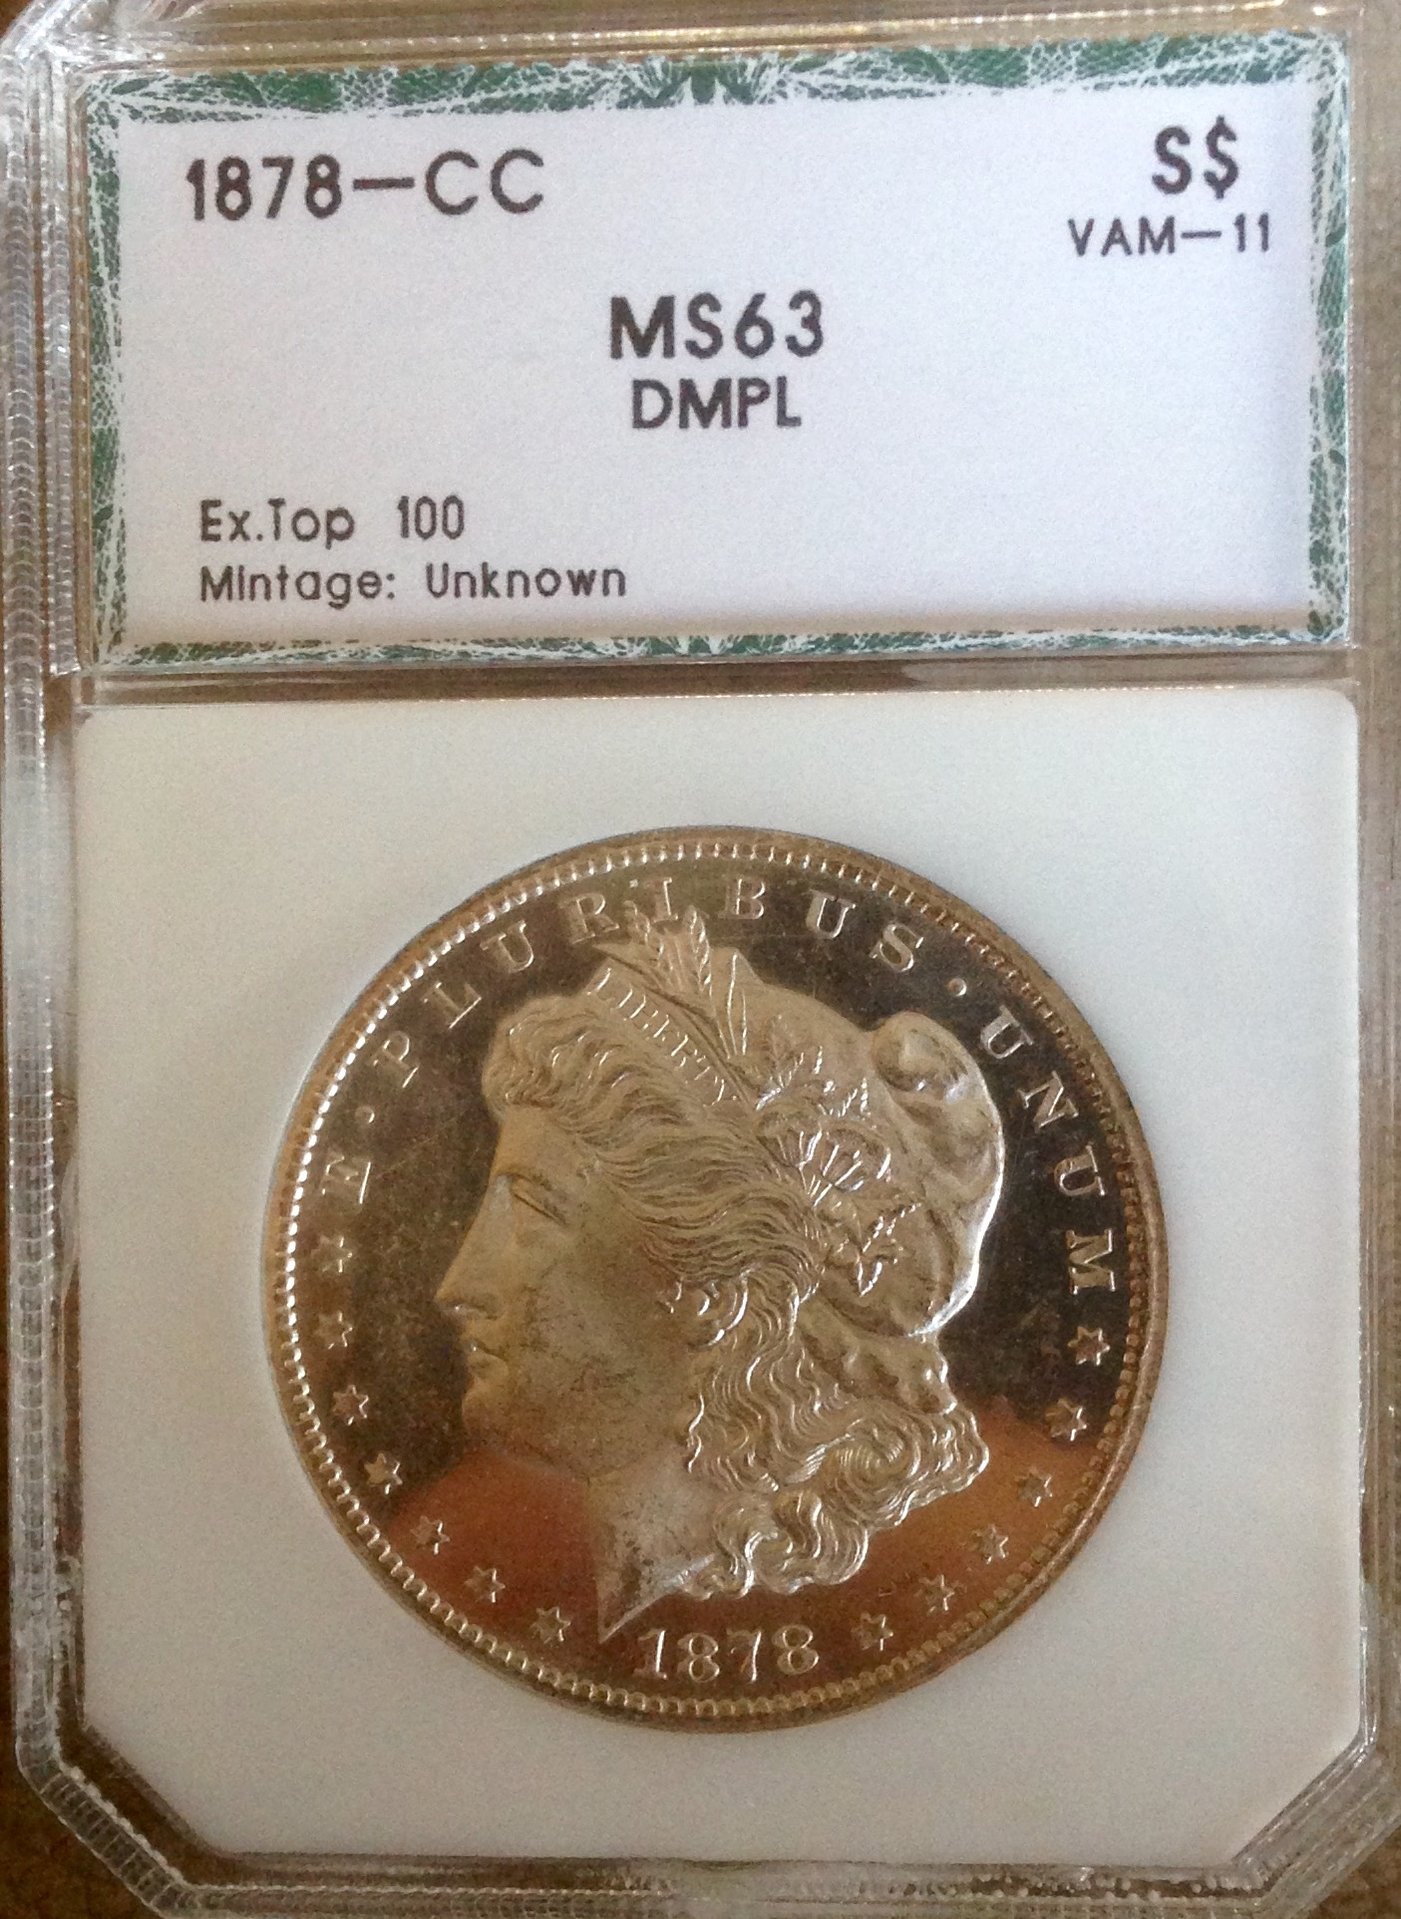 1878-CC
S$
VAM-11
MS63
DMPL
Ex.Top 100
Mintage: Unknown
E · PLURIBUS · UNUM
LIBERTY
1878